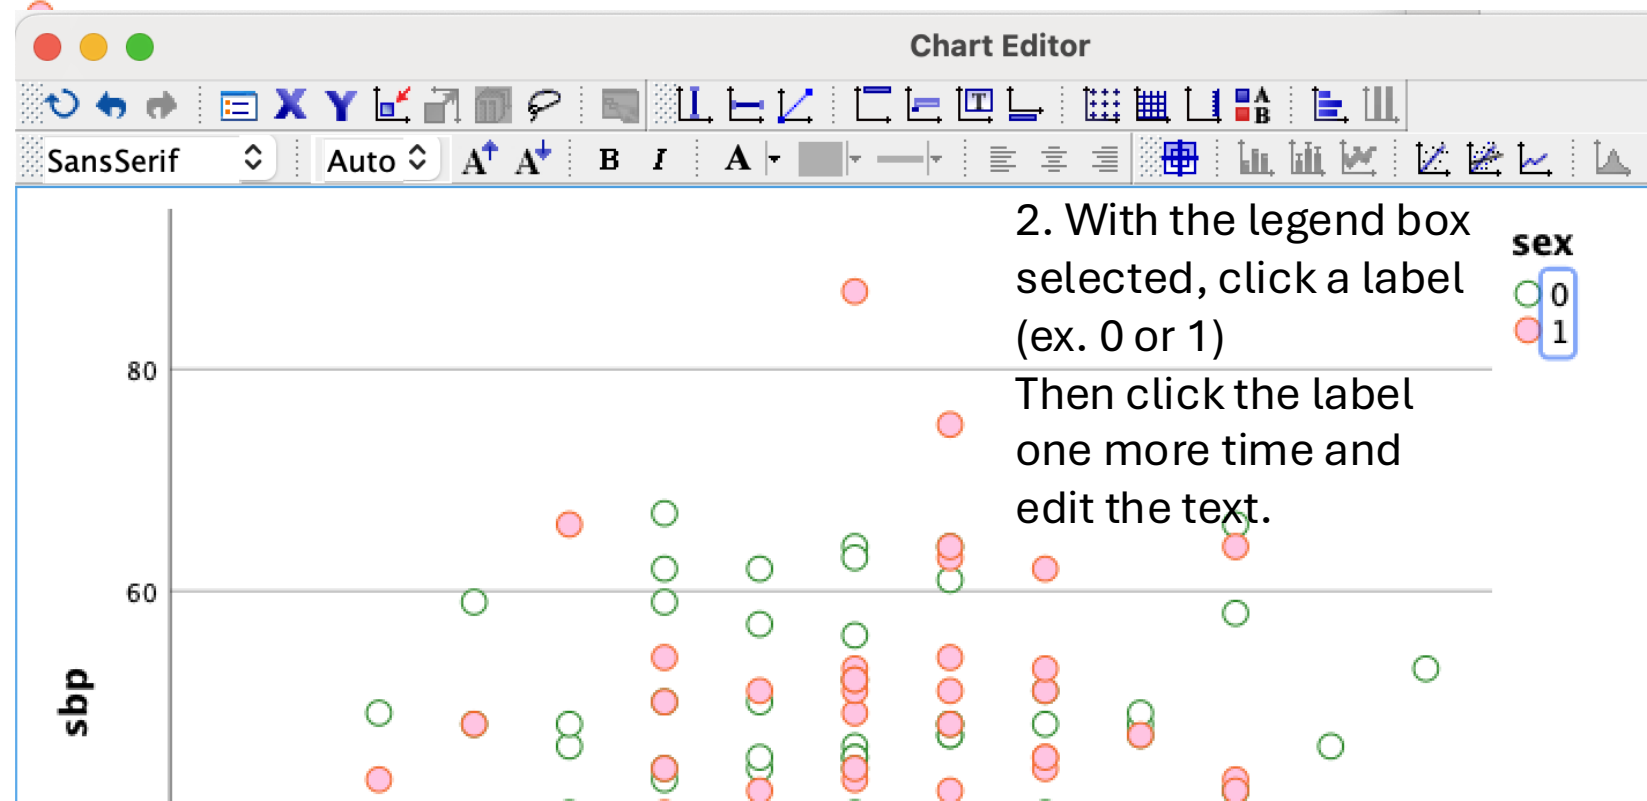 Chart Editor
SansSerif Auto A A B I A
2. With the legend box
selected, click a label
(ex. 0 or 1)
Then click the label
one more time and
edit the text.
sex
0
1
80
60
sbp